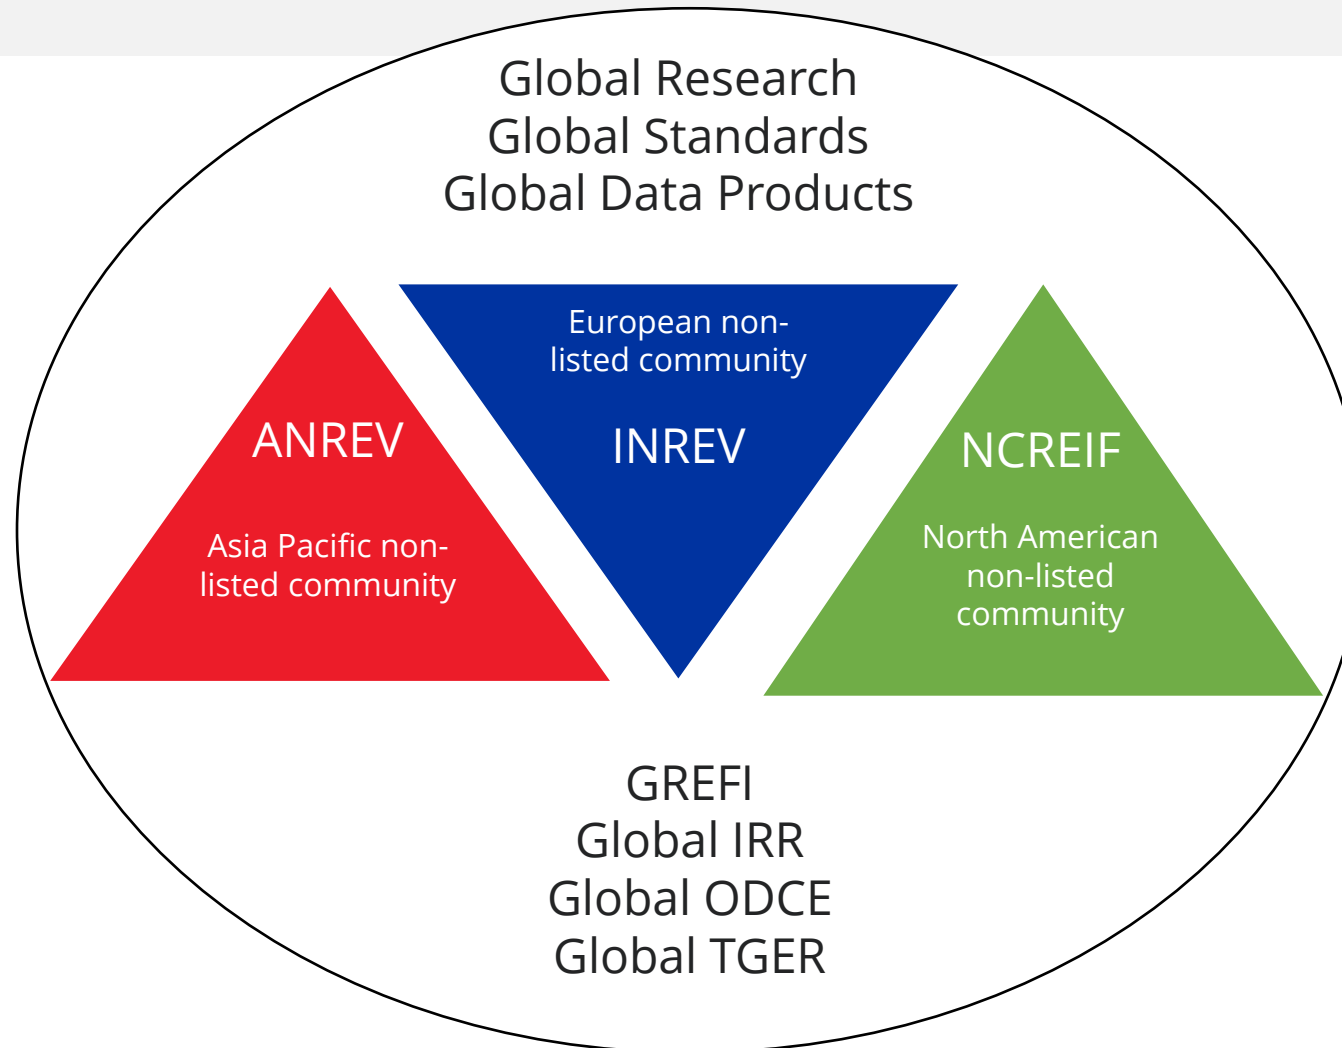 Global Research
Global Standards
Global Data Products
European non-
listed community
INREV
ANREV
Asia Pacific non-
listed community
NCREIF
North American
non-listed
community
GREFI
Global IRR
Global ODCE
Global TGER